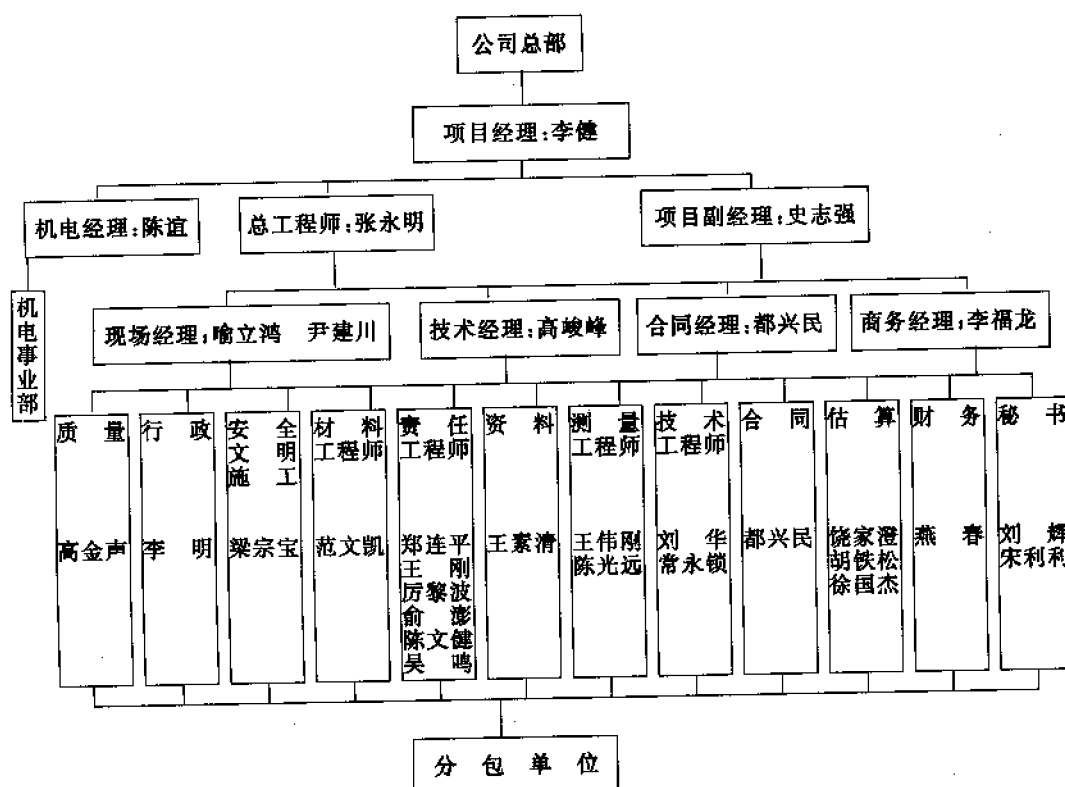 公司总部
项目经理:李健
机电经理:陈谊
总工程师:张永明
项目副经理:史志强
机电事业部
现场经理:喻立鸿 尹建川
技术经理:高峻峰
合同经理:都兴民
商务经理:李福龙
质量
高金声
行政
李明
安全
文明
施工
梁宗宝
材料
工程师
范文凯
责任
工程师
郑连平
王刚
厉黎波
俞澎
陈文健
吴鸣
资料
王素清
测量
工程师
王伟刚
陈光远
技术
工程师
刘华
常永锁
合同
都兴民
估算
饶家澄
胡铁松
徐国杰
财务
燕春
秘书
刘辉
宋利利
分包单位